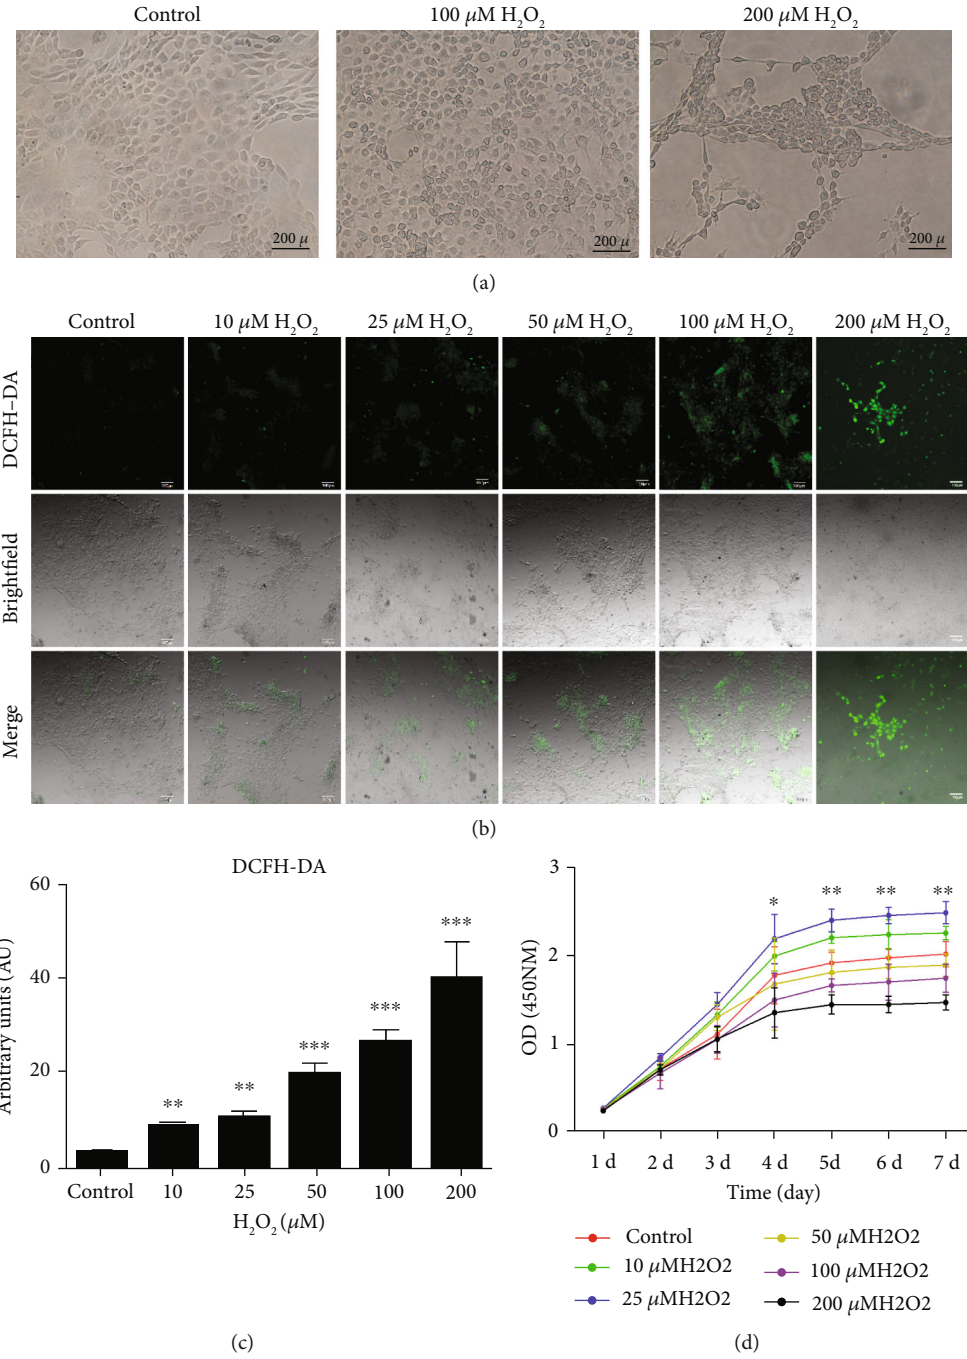 Control 100 μM H₂O₂ 200 μM H₂O₂
200 μ 200 μ 200 μ
(a)
Control 10 μM H₂O₂ 25 μM H₂O₂ 50 μM H₂O₂ 100 μM H₂O₂ 200 μM H₂O₂
DCFH–DA
Brightfield
Merge
(b)
DCFH-DA
Arbitrary units (AU)
60
40
20
0
**
**
***
***
***
Control 10 25 50 100 200
H₂O₂ (μM)
(c)
OD (450NM)
3
2
1
0
* ** ** **
1 d 2 d 3 d 4 d 5d 6 d 7 d
Time (day)
Control
10 μMH2O2
25 μMH2O2
50 μMH2O2
100 μMH2O2
200 μMH2O2
(d)